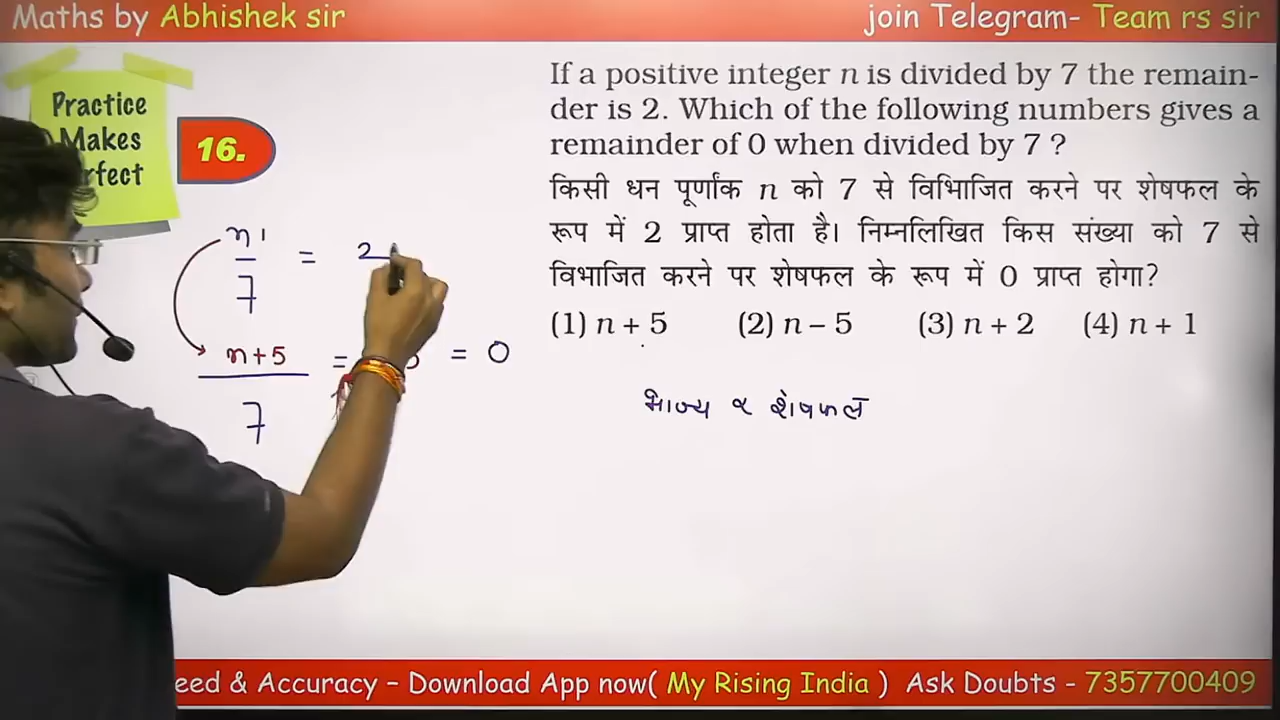 Maths by Abhishek sir
join Telegram- Team rs sir
Practice
Makes
rfect
16.
If a positive integer n is divided by 7 the remain-
der is 2. Which of the following numbers gives a
remainder of 0 when divided by 7 ?
किसी धन पूर्णांक n को 7 से विभिाजित करने पर शेषफल के
रूप में 2 प्राप्त होता है। निम्नलिखित किस संख्या को 7 से
विभाजित करने पर शेषफल के रूप में 0 प्राप्त होगा?
(1) n + 5 (2) n – 5 (3) n + 2 (4) n + 1
n
7
= 2
n+5
7
= = 0
भाज्य ∝ शेषफल
eed & Accuracy – Download App now( My Rising India ) Ask Doubts - 7357700409